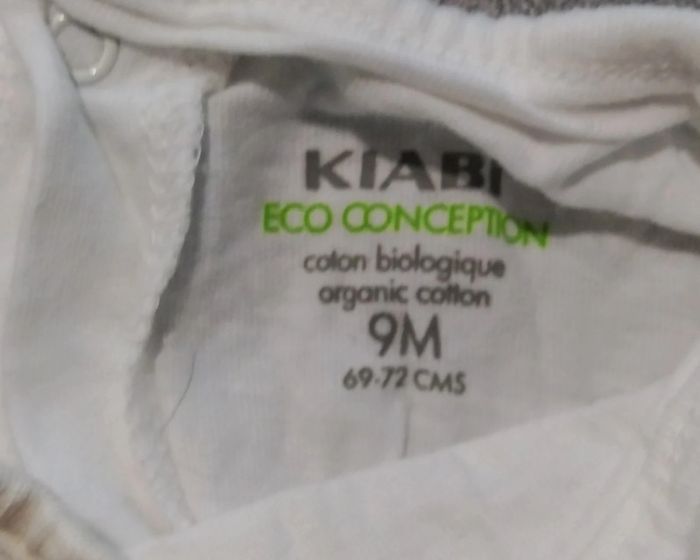 KIABI
ECO CONCEPTION
coton biologique
organic cotton
9M
69-72 CMS